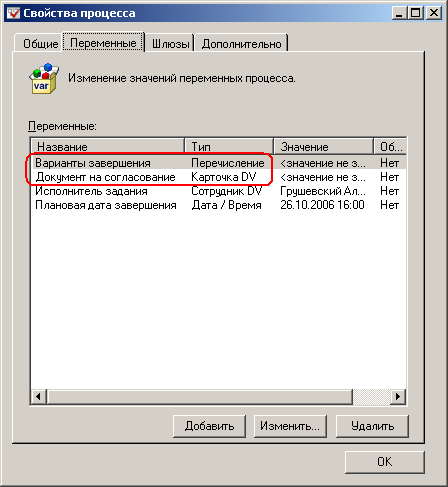 Свойства процесса
Общие Переменные Шлюзы Дополнительно
var
Изменение значений переменных процесса.
Переменные:
Название Тип Значение Об...
Варианты завершения Перечисление <значение не з... Нет
Документ на согласование Карточка DV <значение не з... Нет
Исполнитель задания Сотрудник DV Грушевский Ал... Нет
Плановая дата завершения Дата / Время 26.10.2006 16:00 Нет
Добавить Изменить... Удалить
OK